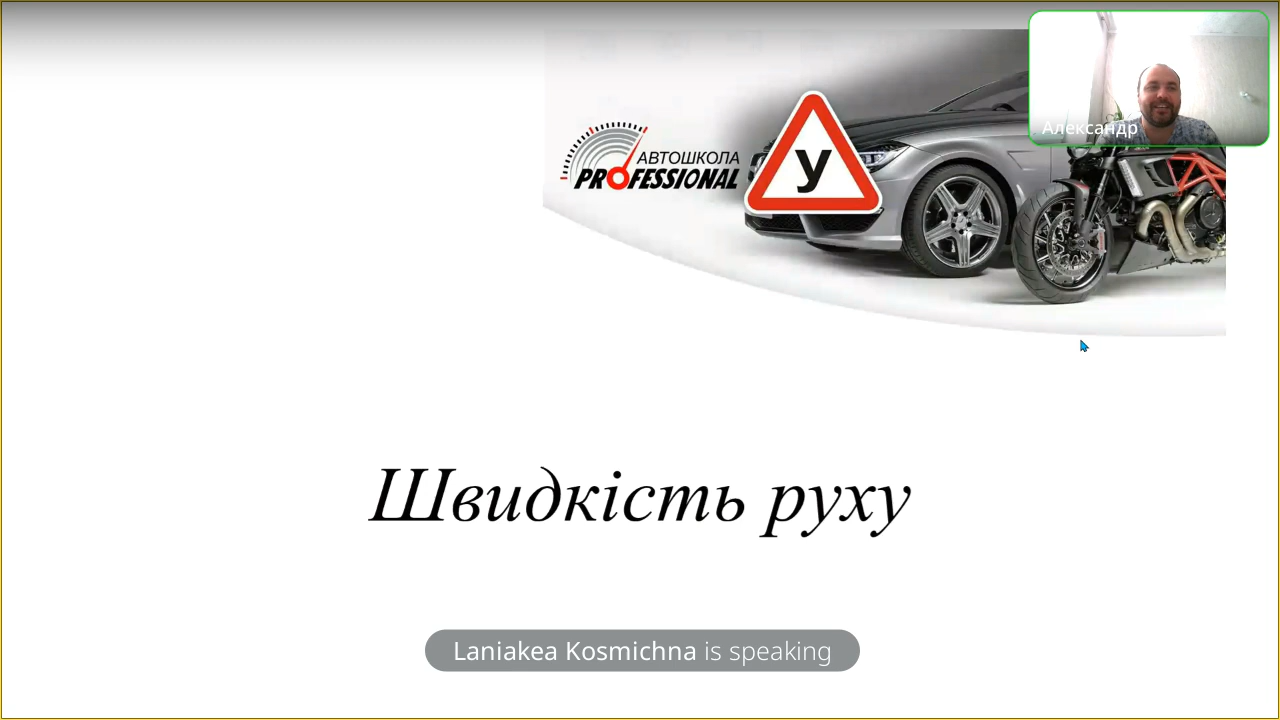 Александр
АВТОШКОЛА
PROFESSIONAL
У
Швидкість руху
Laniakea Kosmichna is speaking